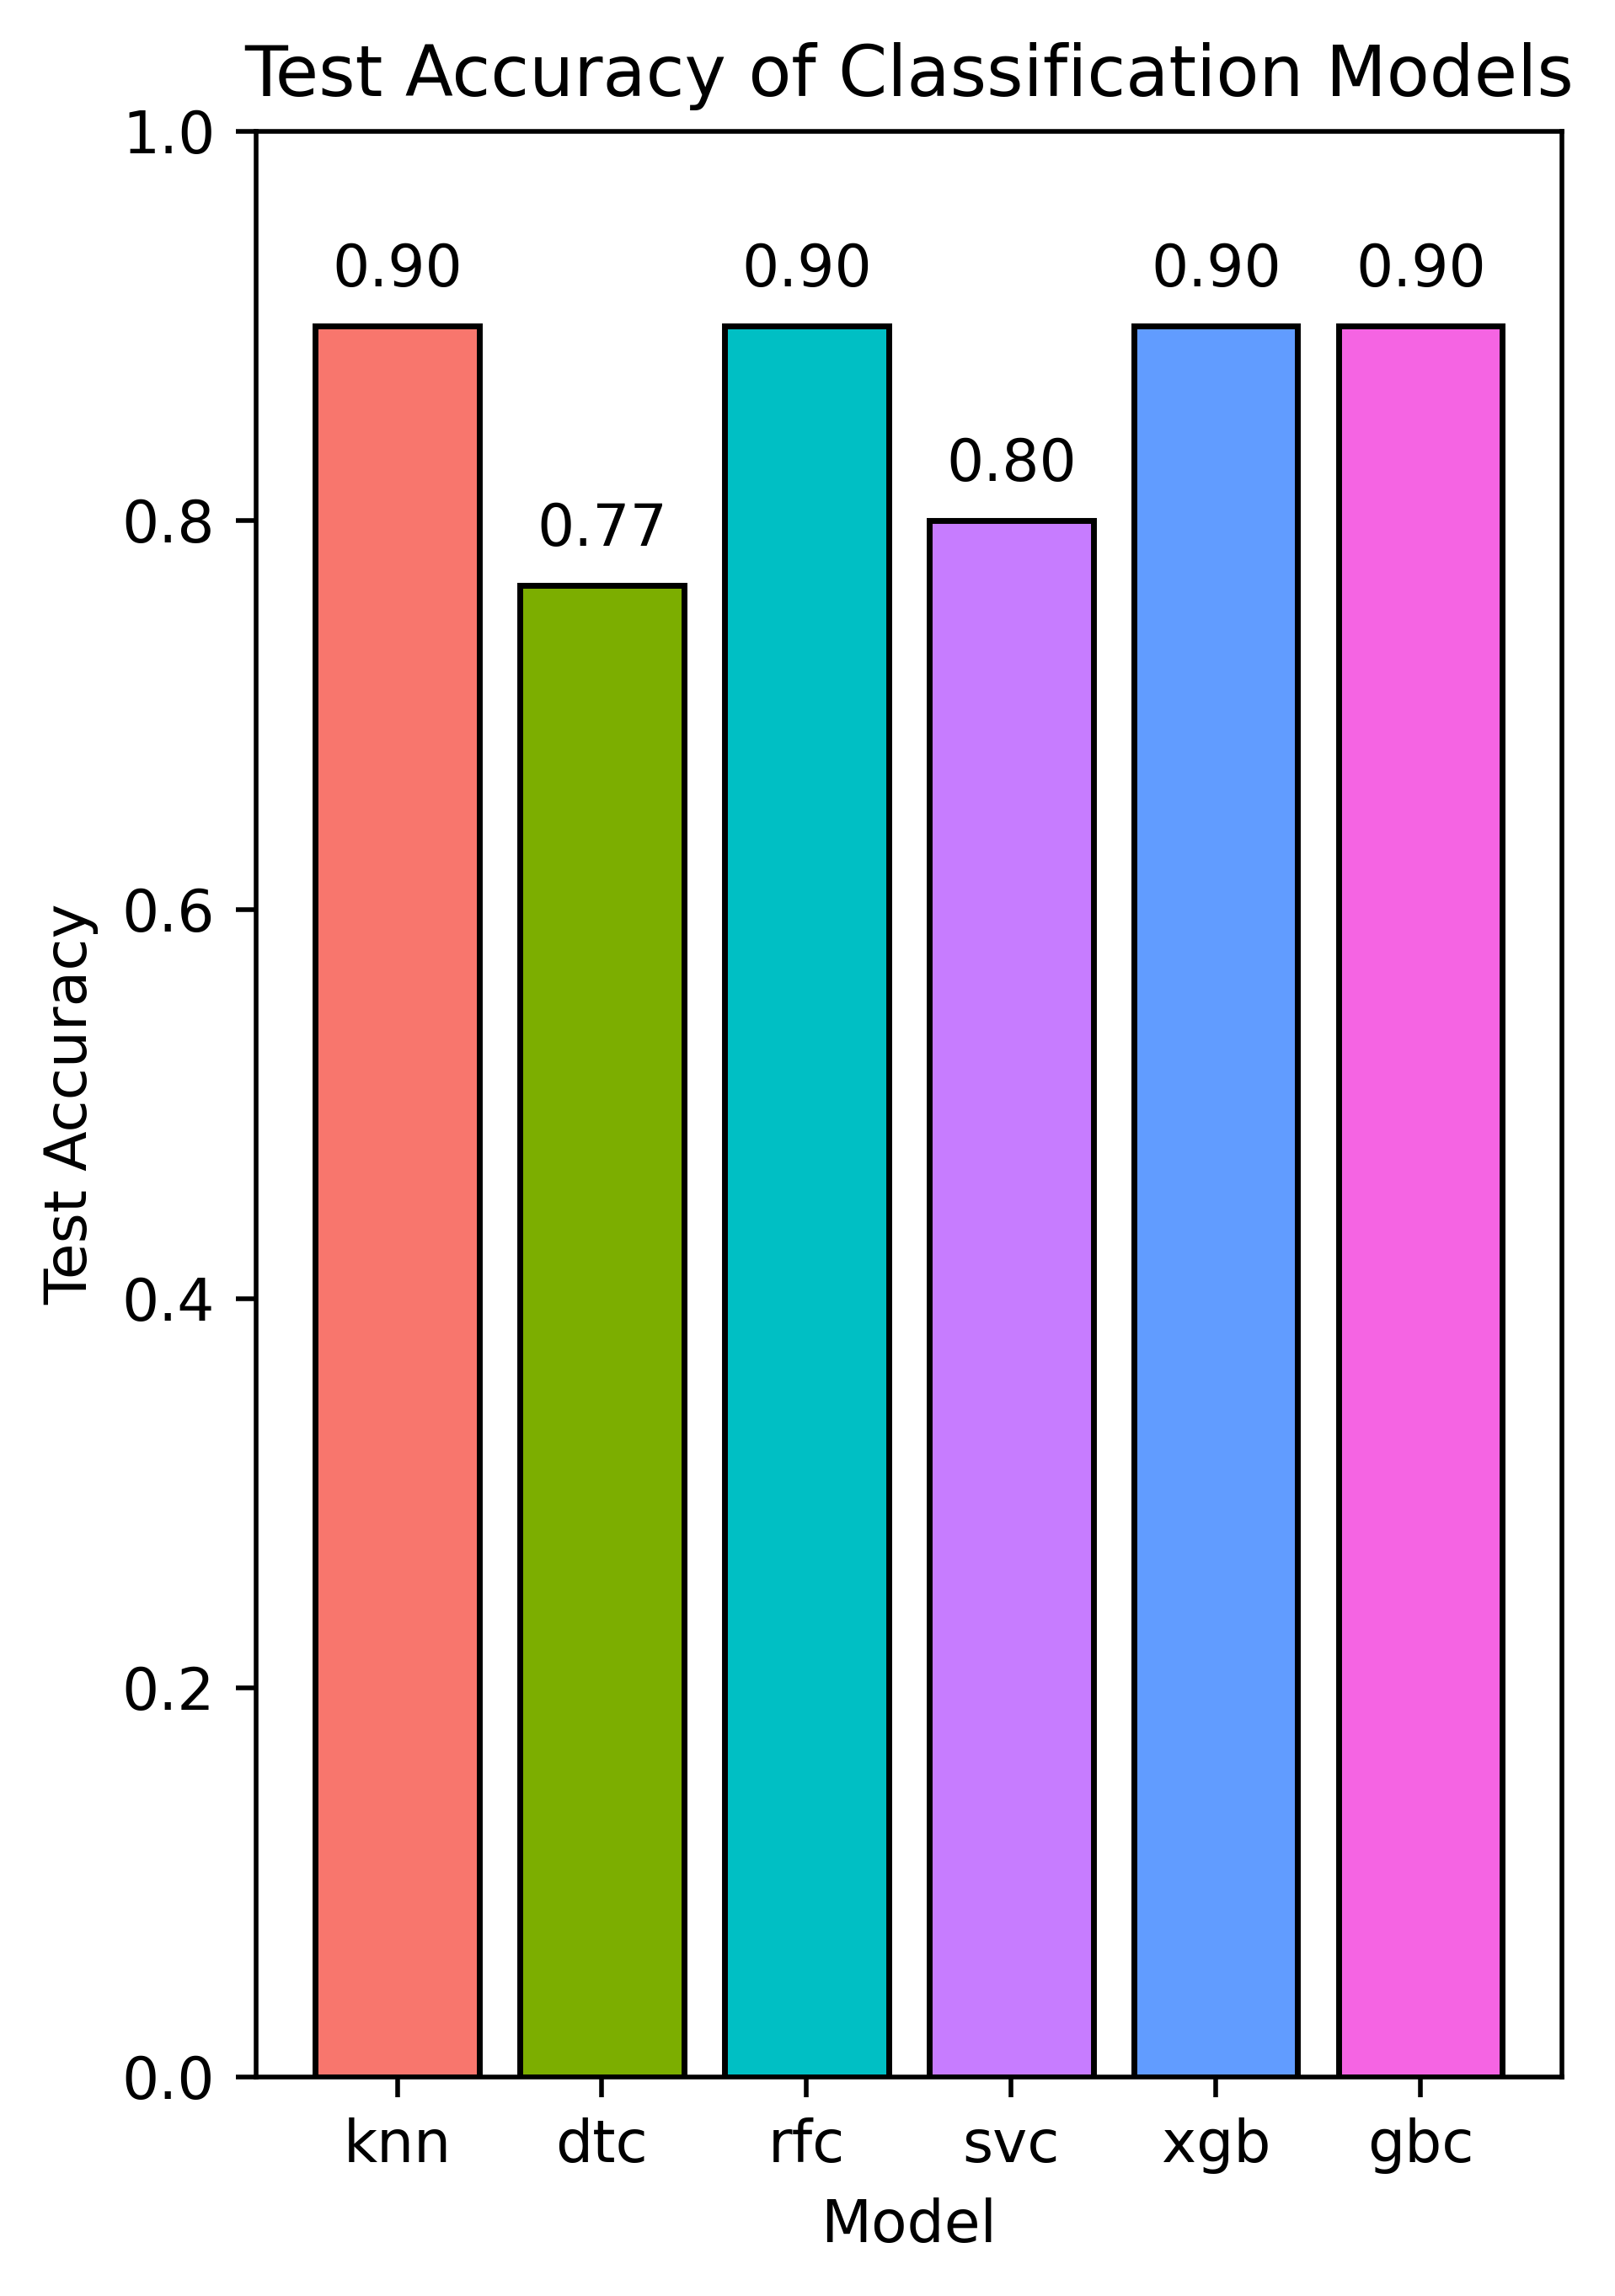 Test Accuracy of Classification Models
1.0
0.8
0.6
0.4
0.2
0.0
Test Accuracy
0.90
0.77
0.90
0.80
0.90
0.90
knn
dtc
rfc
svc
xgb
gbc
Model